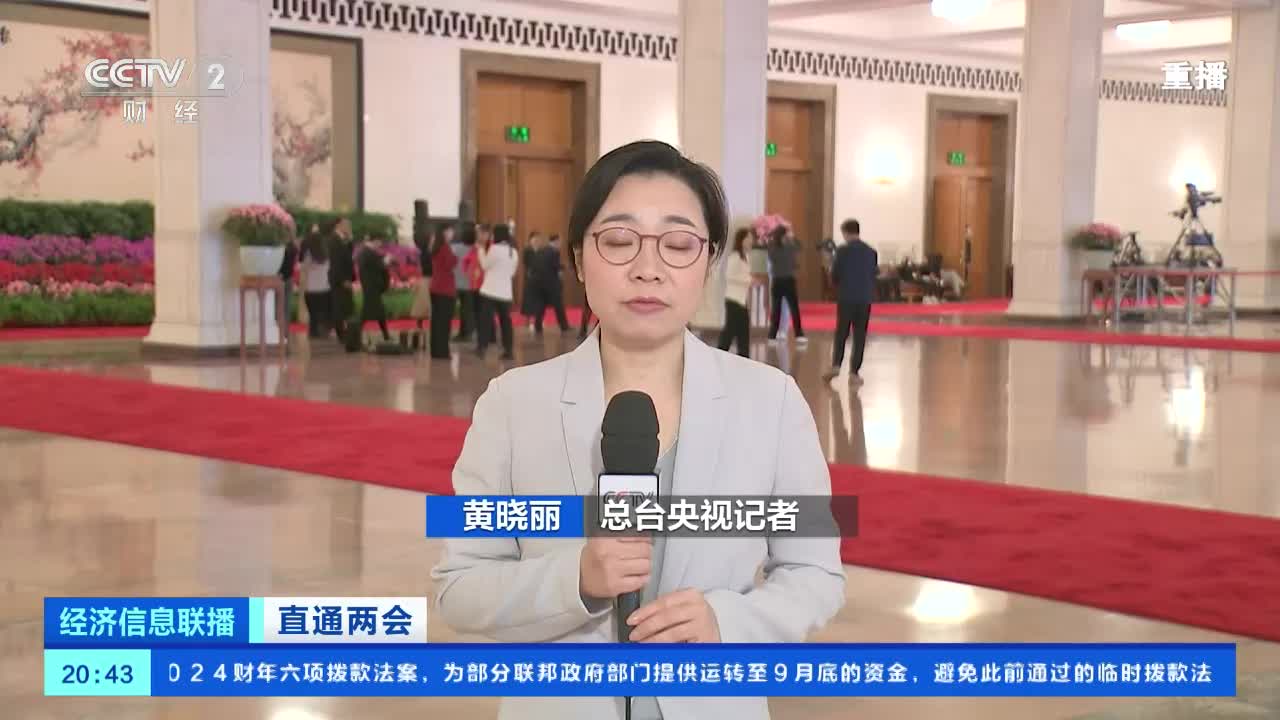 CCTV 2
财经
重播
CCTV
黄晓丽 总台央视记者
经济信息联播 直通两会
20:43 024财年六项拨款法案，为部分联邦政府部门提供运转至9月底的资金，避免此前通过的临时拨款法